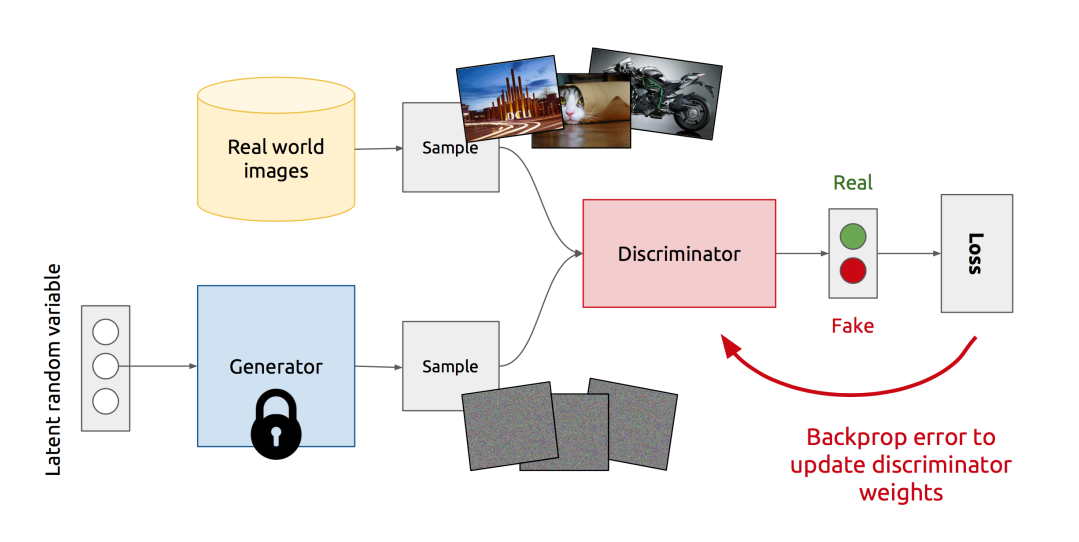 Real world
images
Sample
DCU
Latent random variable
Generator
Sample
Discriminator
Real
Fake
Loss
Backprop error to
update discriminator
weights